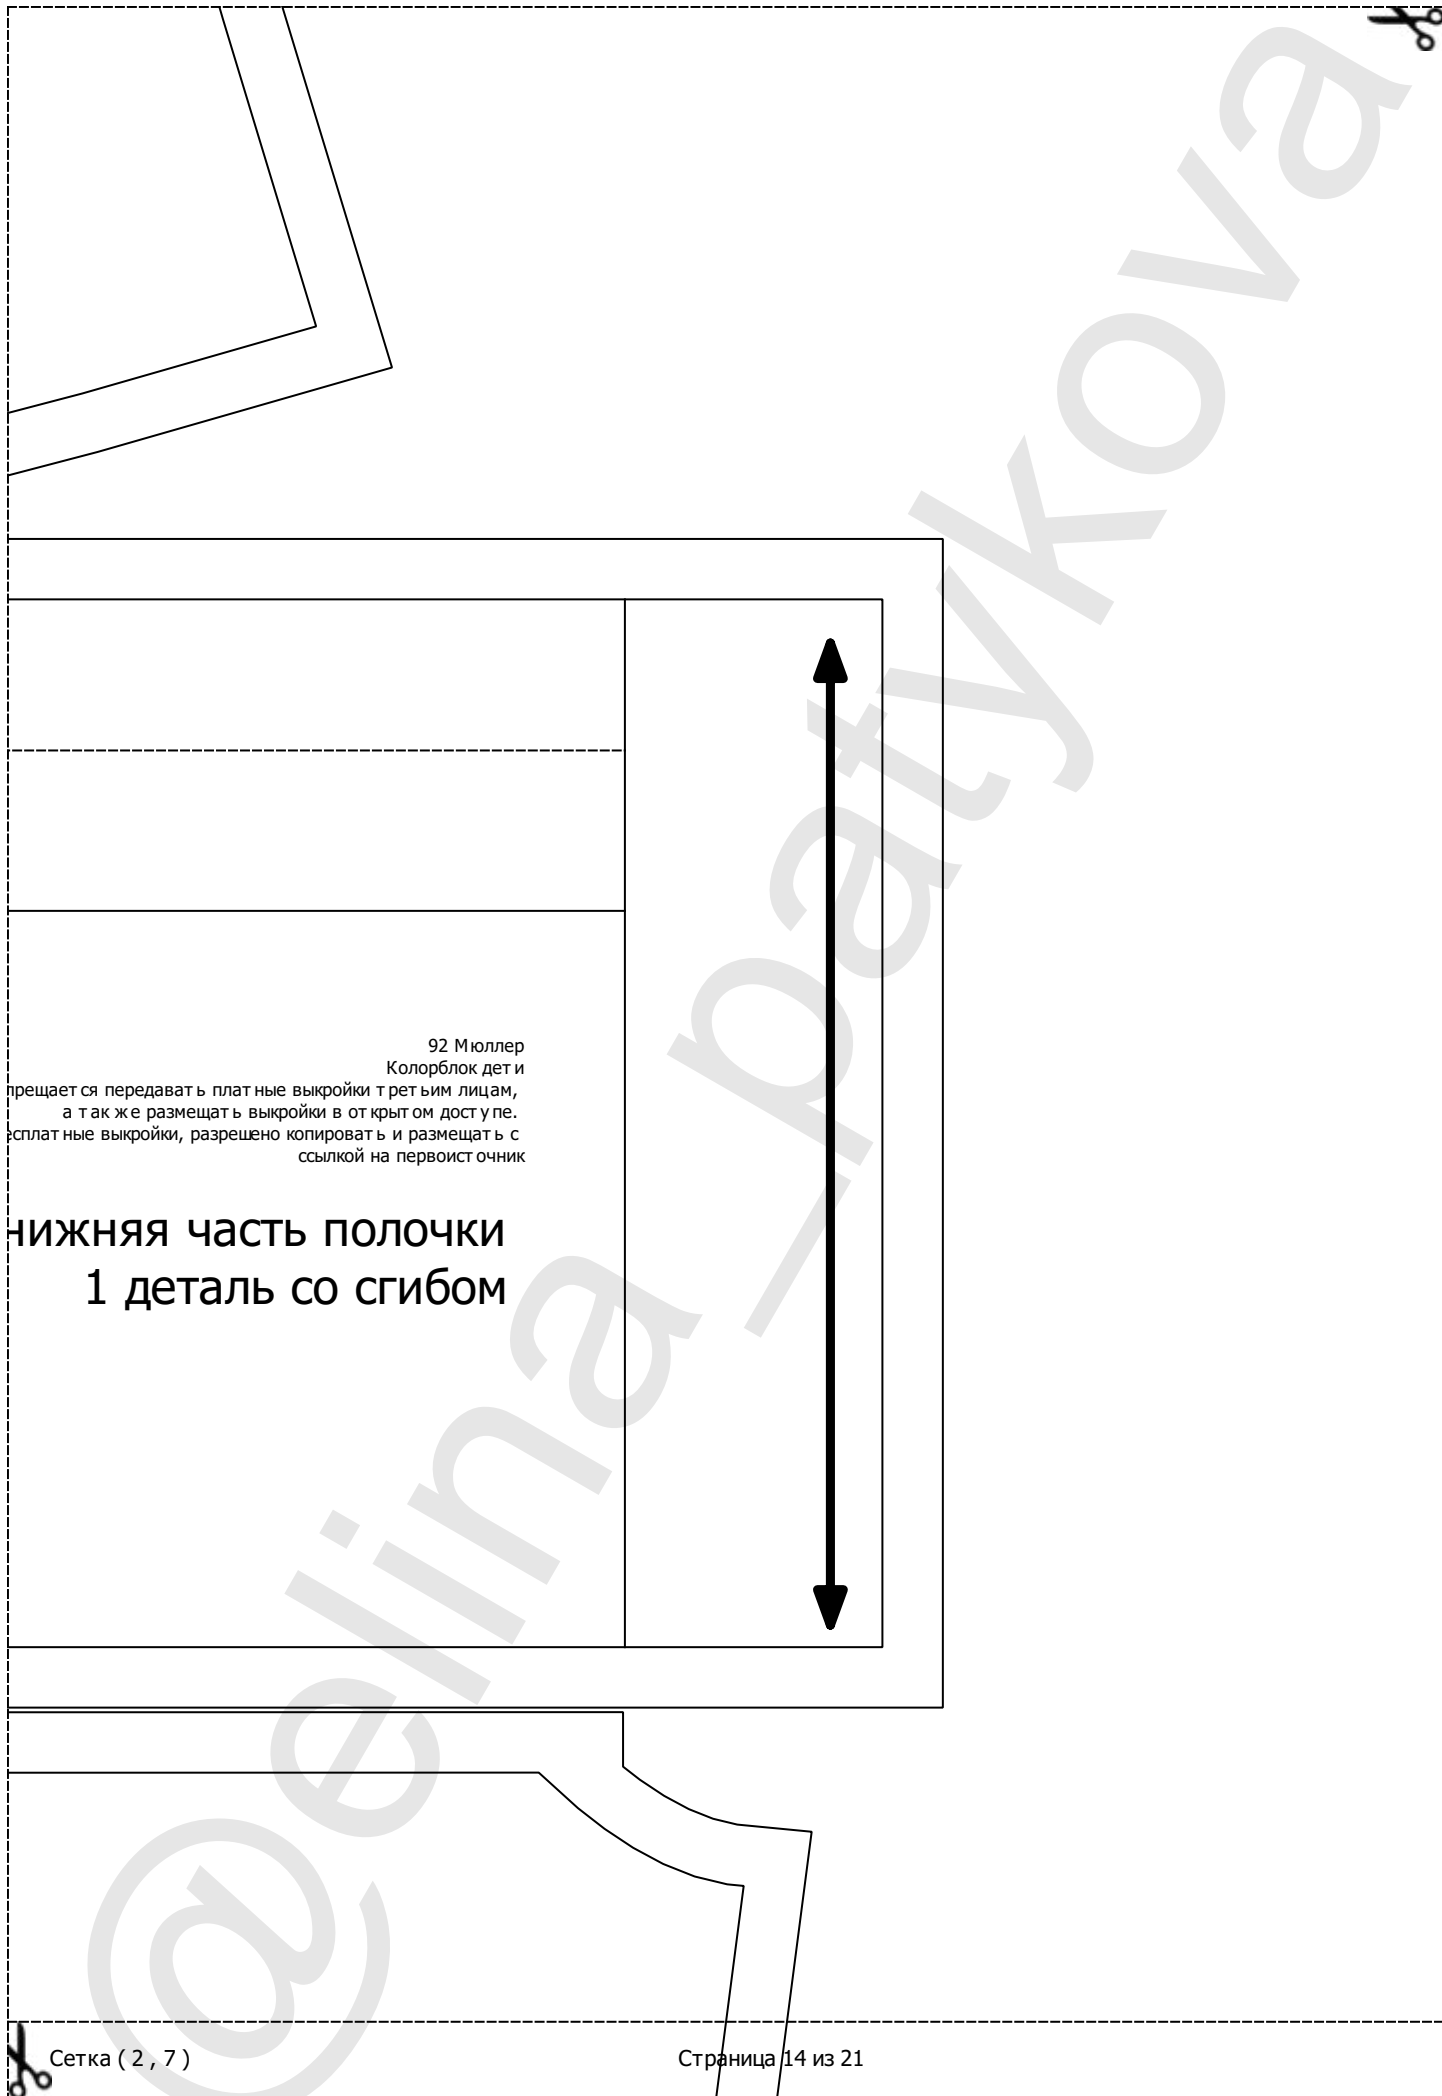 92 Мюллер
Колорблок дети
прещается передавать платные выкройки третьим лицам,
а так же размещать выкройки в открытом доступе.
есплатные выкройки, разрешено копировать и размещать с
ссылкой на первоисточник
нижняя часть полочки
1 деталь со сгибом
@elina_patykova
Сетка ( 2 , 7 )
Страница 14 из 21